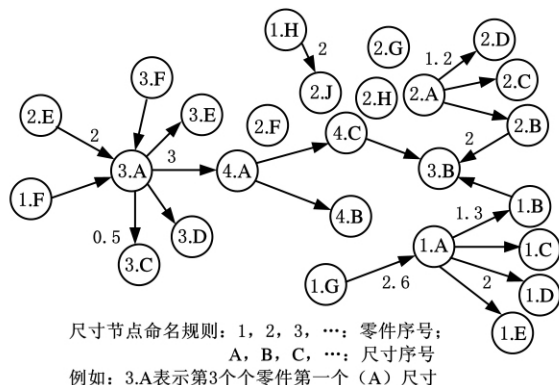 1.H
2
2.J
2.G
2.H
1.2
2.D
2.C
2.A
2.B
2
3.F
3.E
2.E
2
2.F
4.C
3.A
3
4.A
3.B
1.F
1.B
0.5
3.D
3.C
4.B
1.3
1.A
1.C
1.G
2.6
1.D
2
1.E
尺寸节点命名规则：1，2，3，…：零件序号；
A，B，C，…：尺寸序号
例如：3.A表示第3个个零件第一个（A）尺寸